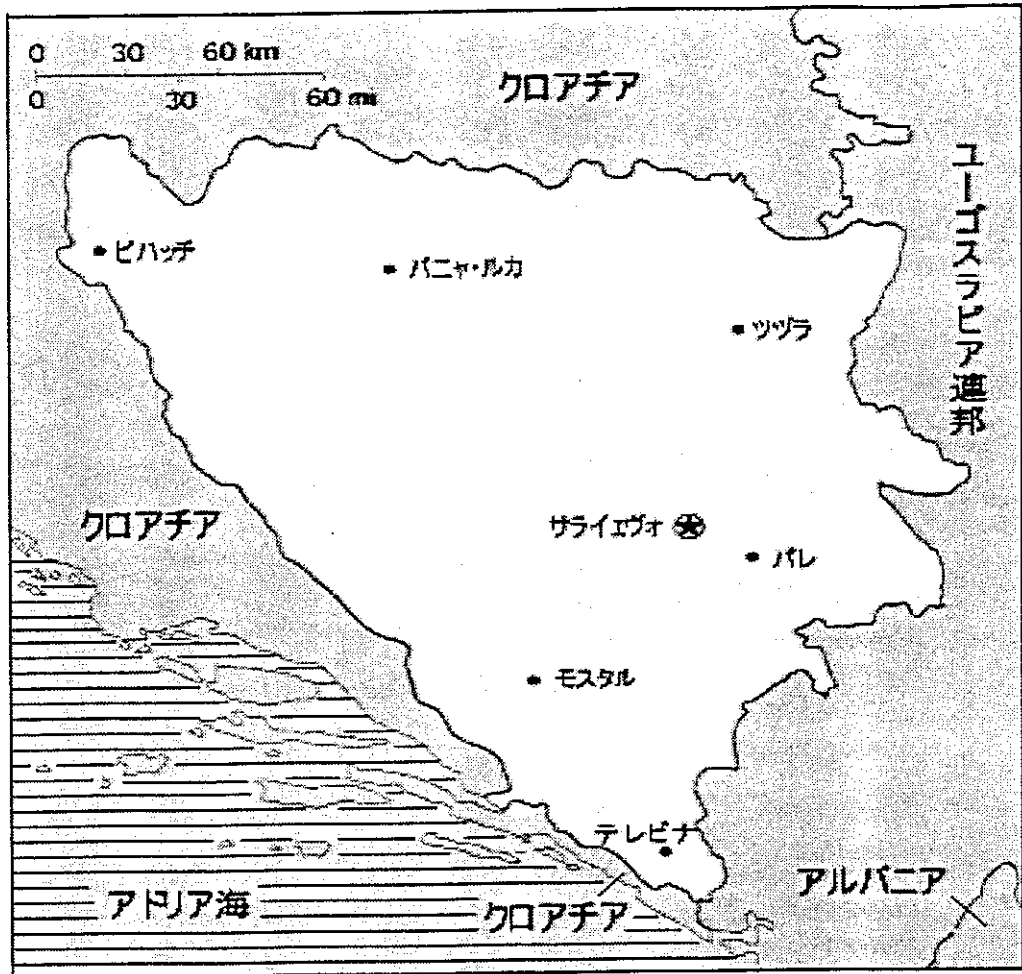 0 30 60 km
0 30 60 mi
クロアチア
ユーゴスラビア連邦
ビハッチ
バニャ・ルカ
ツヅラ
クロアチア
サライェヴォ
パレ
モスタル
テレビナ
アルバニア
アドリア海
クロアチア